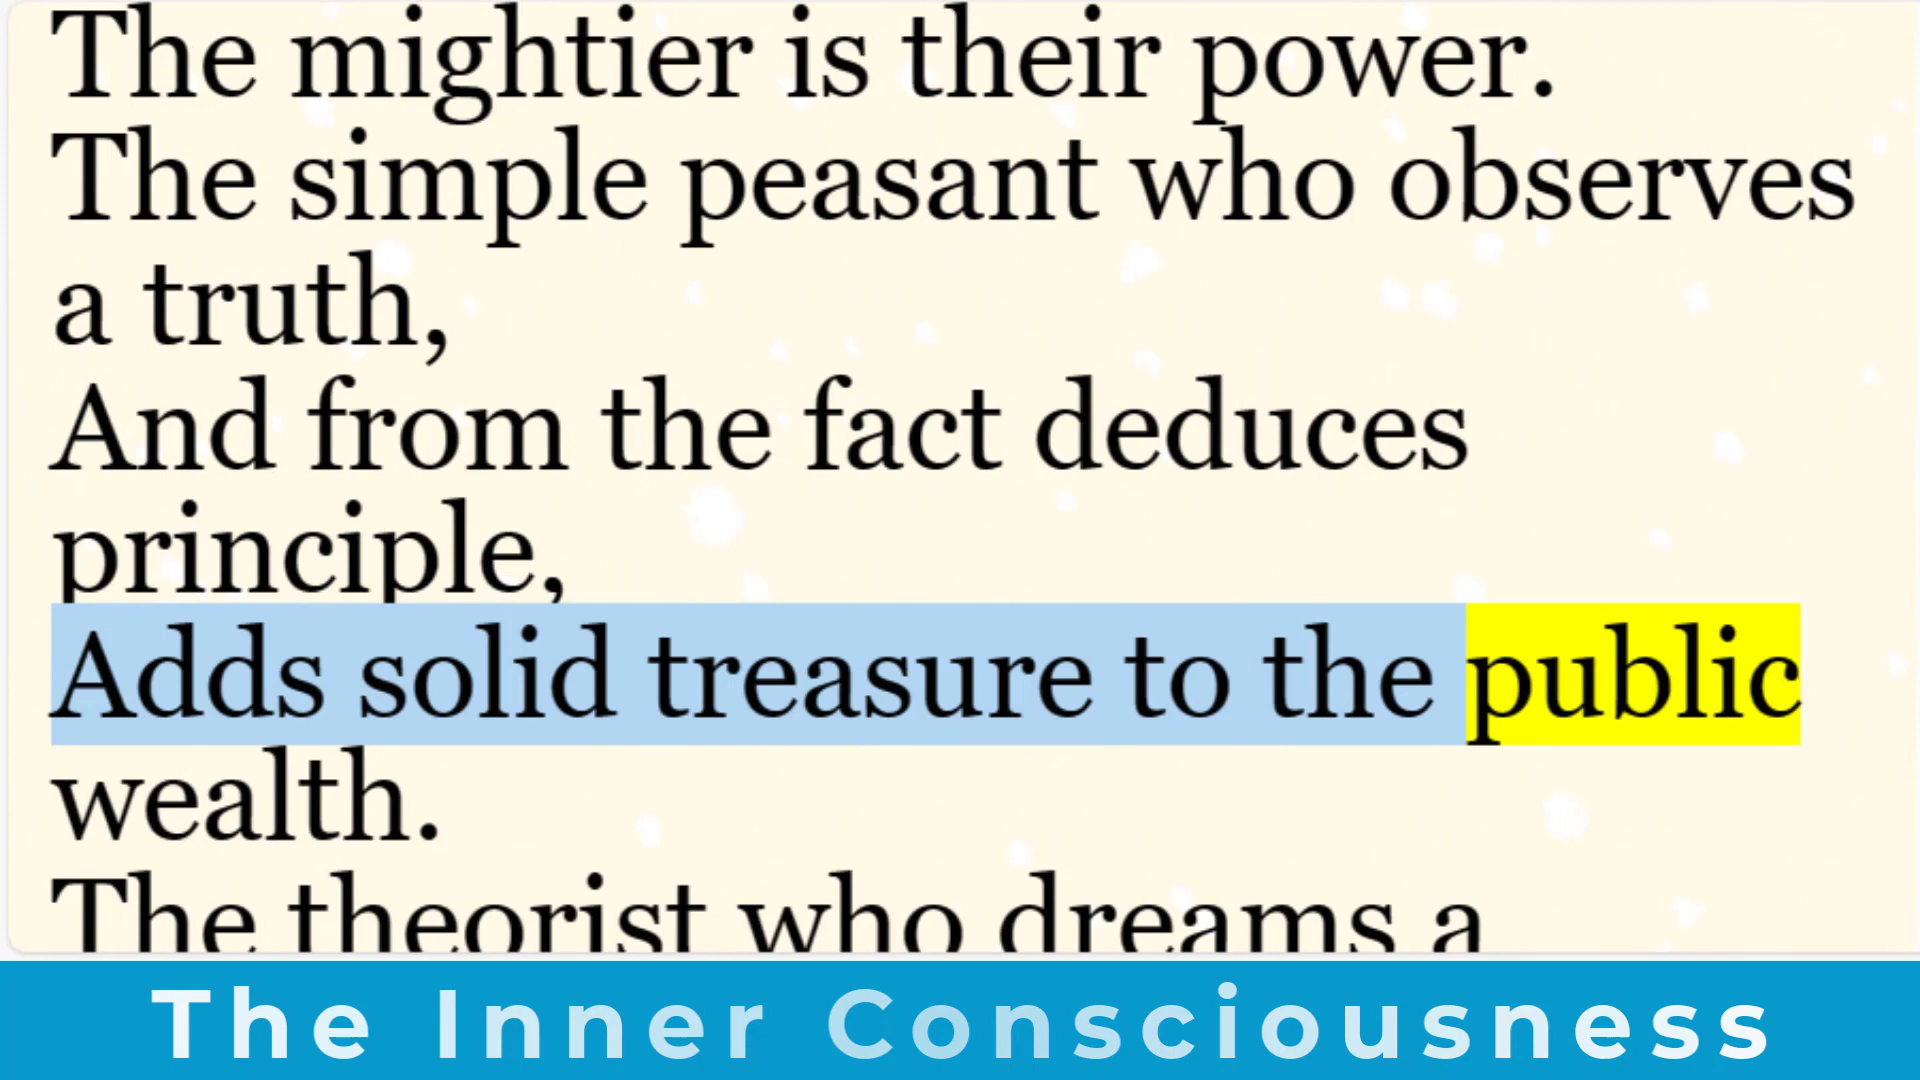 The mightier is their power.
The simple peasant who observes
a truth,
And from the fact deduces
principle,
Adds solid treasure to the public
wealth.
The theorist who dreams a
The Inner Consciousness